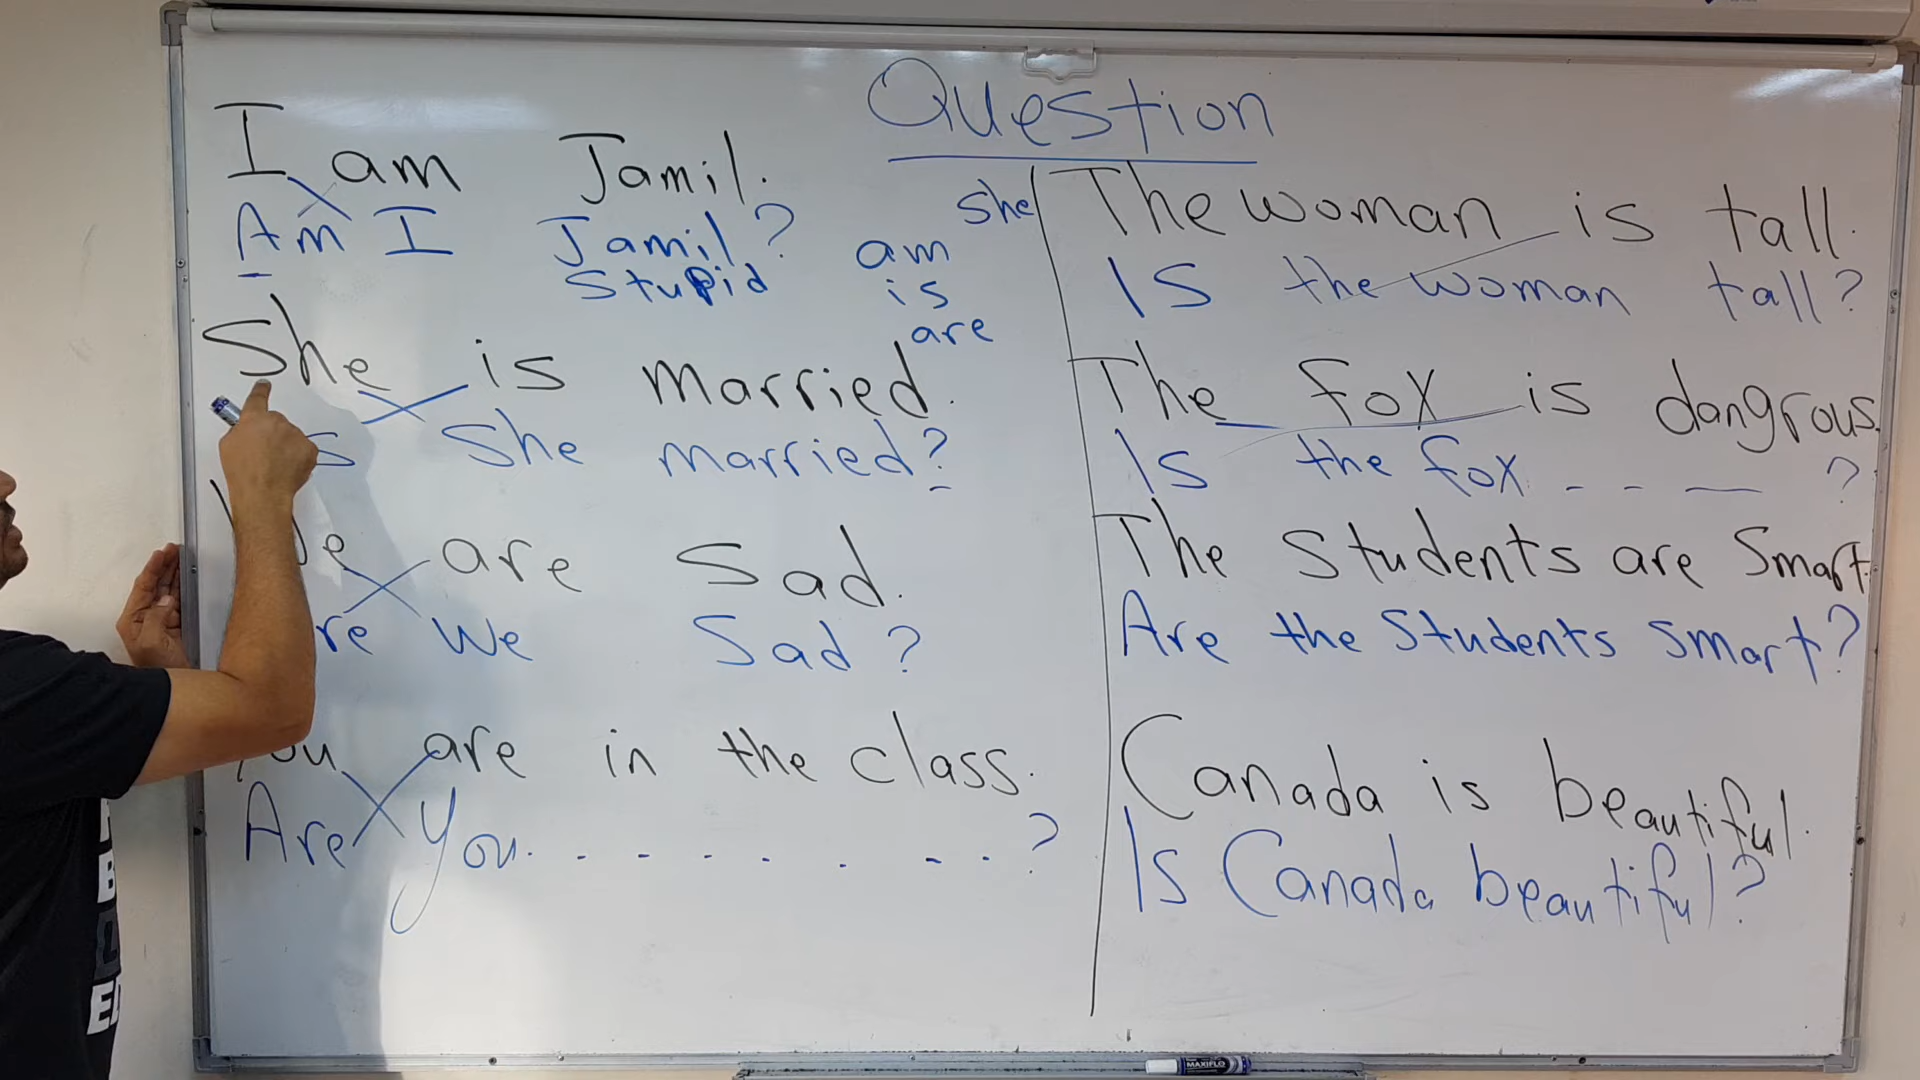 Question
I am Jamil.
Am I Jamil?
Stupid
am
is
are
She is married.
She married?
are Sad.
We Sad?
are in the class.
Are you. . . . . . . . ?
she
The woman is tall.
Is the woman tall?
The fox is dangrous.
Is the fox - - — ?
The Students are Smart.
Are the Students smart?
Canada is beautiful.
Is Canada beautiful?
MAXIFLO